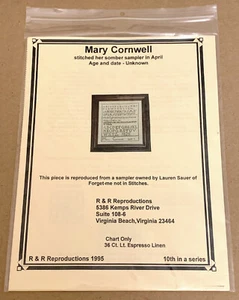 Mary Cornwell
stitched her somber sampler in April
Age and date - Unknown
This piece is reproduced from a sampler owned by Lauren Sauer of
Forget-me not in Stitches.
R & R Reproductions
5386 Kemps River Drive
Suite 108-6
Virginia Beach,Virginia 23464
Chart Only
36 Ct. Lt. Espresso Linen
R & R Reproductions 1995
10th in a series